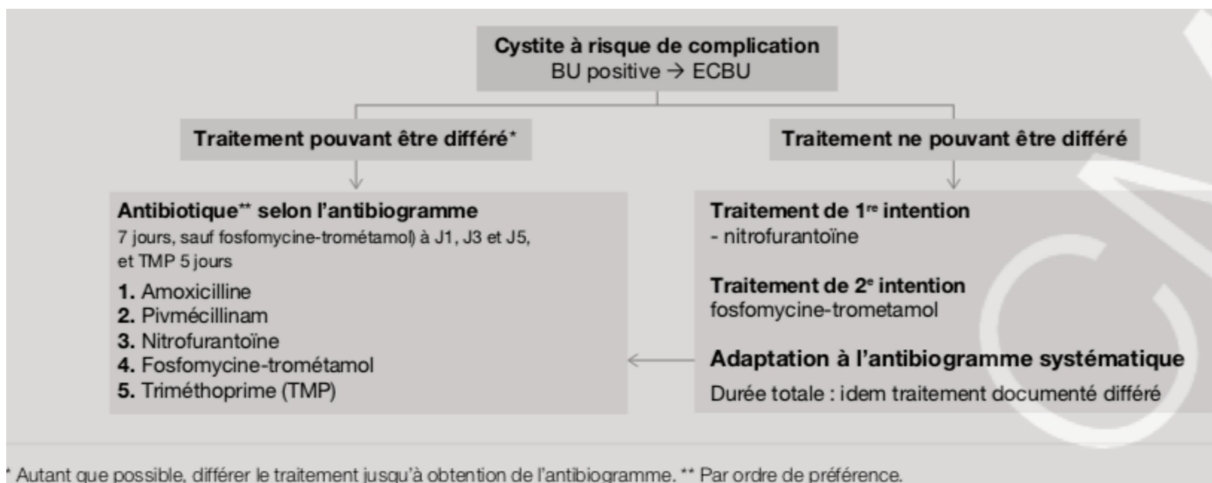 Cystite à risque de complication
BU positive → ECBU
Traitement pouvant être différé*
Traitement ne pouvant être différé
Antibiotique** selon l'antibiogramme
7 jours, sauf fosfomycine-trométamol) à J1, J3 et J5,
et TMP 5 jours
1. Amoxicilline
2. Pivmécillinam
3. Nitrofurantoïne
4. Fosfomycine-trométamol
5. Triméthoprime (TMP)
Traitement de 1re intention
- nitrofurantoïne
Traitement de 2e intention
fosfomycine-trometamol
Adaptation à l'antibiogramme systématique
Durée totale : idem traitement documenté différé
* Autant que possible, différer le traitement jusqu'à obtention de l'antibiogramme. ** Par ordre de préférence.